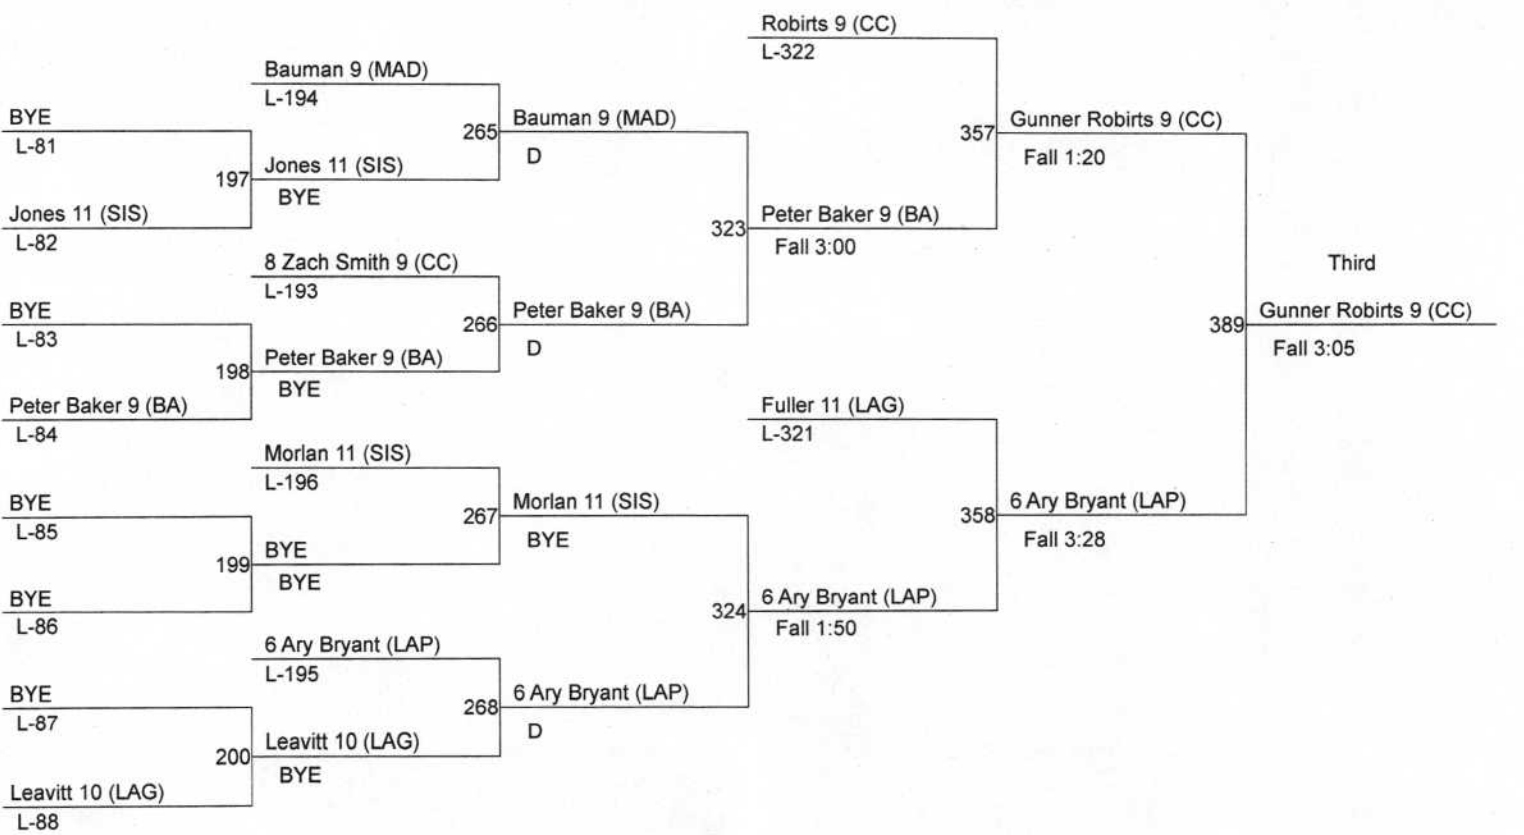 BYE
L-81
197
Jones 11 (SIS)
L-82
BYE
L-83
198
Peter Baker 9 (BA)
L-84
BYE
L-85
199
BYE
L-86
BYE
L-87
200
Leavitt 10 (LAG)
L-88
Bauman 9 (MAD)
L-194
265
Jones 11 (SIS)
BYE
8 Zach Smith 9 (CC)
L-193
266
Peter Baker 9 (BA)
BYE
Morlan 11 (SIS)
L-196
267
BYE
BYE
6 Ary Bryant (LAP)
L-195
268
Leavitt 10 (LAG)
BYE
Bauman 9 (MAD)
D
323
Peter Baker 9 (BA)
D
Morlan 11 (SIS)
BYE
324
6 Ary Bryant (LAP)
D
Robirts 9 (CC)
L-322
357
Peter Baker 9 (BA)
Fall 3:00
Fuller 11 (LAG)
L-321
358
6 Ary Bryant (LAP)
Fall 1:50
Gunner Robirts 9 (CC)
Fall 1:20
389
6 Ary Bryant (LAP)
Fall 3:28
Third
Gunner Robirts 9 (CC)
Fall 3:05